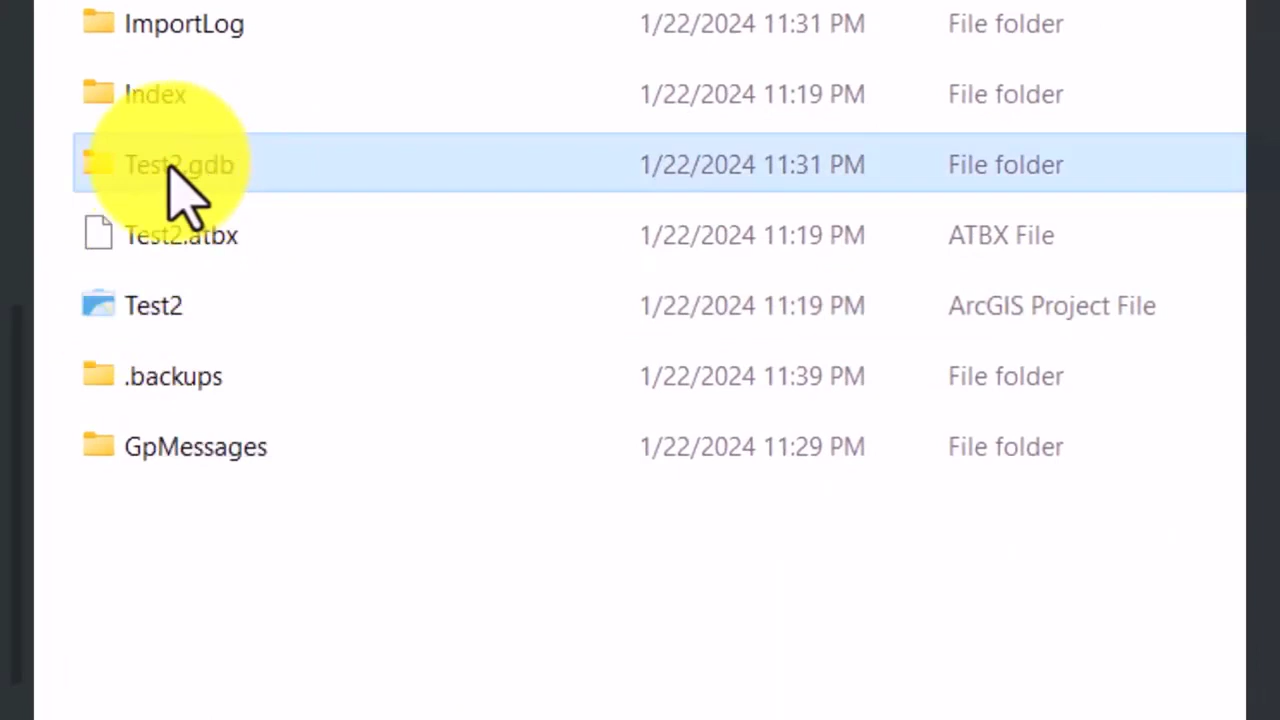 ImportLog 1/22/2024 11:31 PM File folder
Index 1/22/2024 11:19 PM File folder
Test2.gdb 1/22/2024 11:31 PM File folder
Test2.atbx 1/22/2024 11:19 PM ATBX File
Test2 1/22/2024 11:19 PM ArcGIS Project File
.backups 1/22/2024 11:39 PM File folder
GpMessages 1/22/2024 11:29 PM File folder